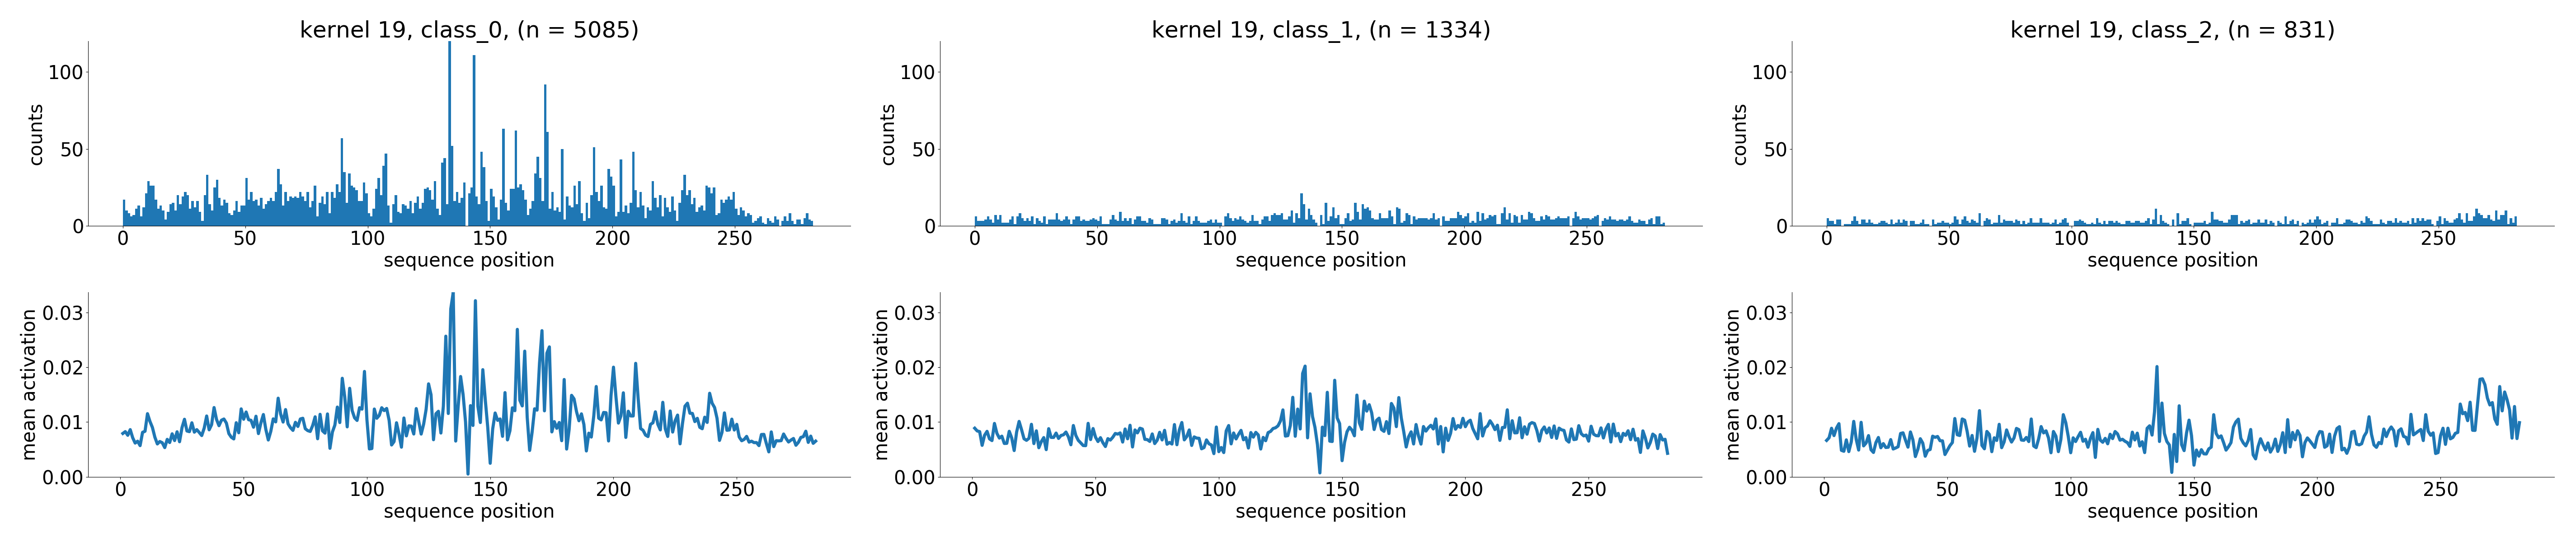 kernel 19, class_0, (n = 5085)
counts
100
50
0
0 50 100 150 200 250
sequence position
mean activation
0.03
0.02
0.01
0.00
0 50 100 150 200 250
sequence position
kernel 19, class_1, (n = 1334)
counts
100
50
0
0 50 100 150 200 250
sequence position
mean activation
0.03
0.02
0.01
0.00
0 50 100 150 200 250
sequence position
kernel 19, class_2, (n = 831)
counts
100
50
0
0 50 100 150 200 250
sequence position
mean activation
0.03
0.02
0.01
0.00
0 50 100 150 200 250
sequence position